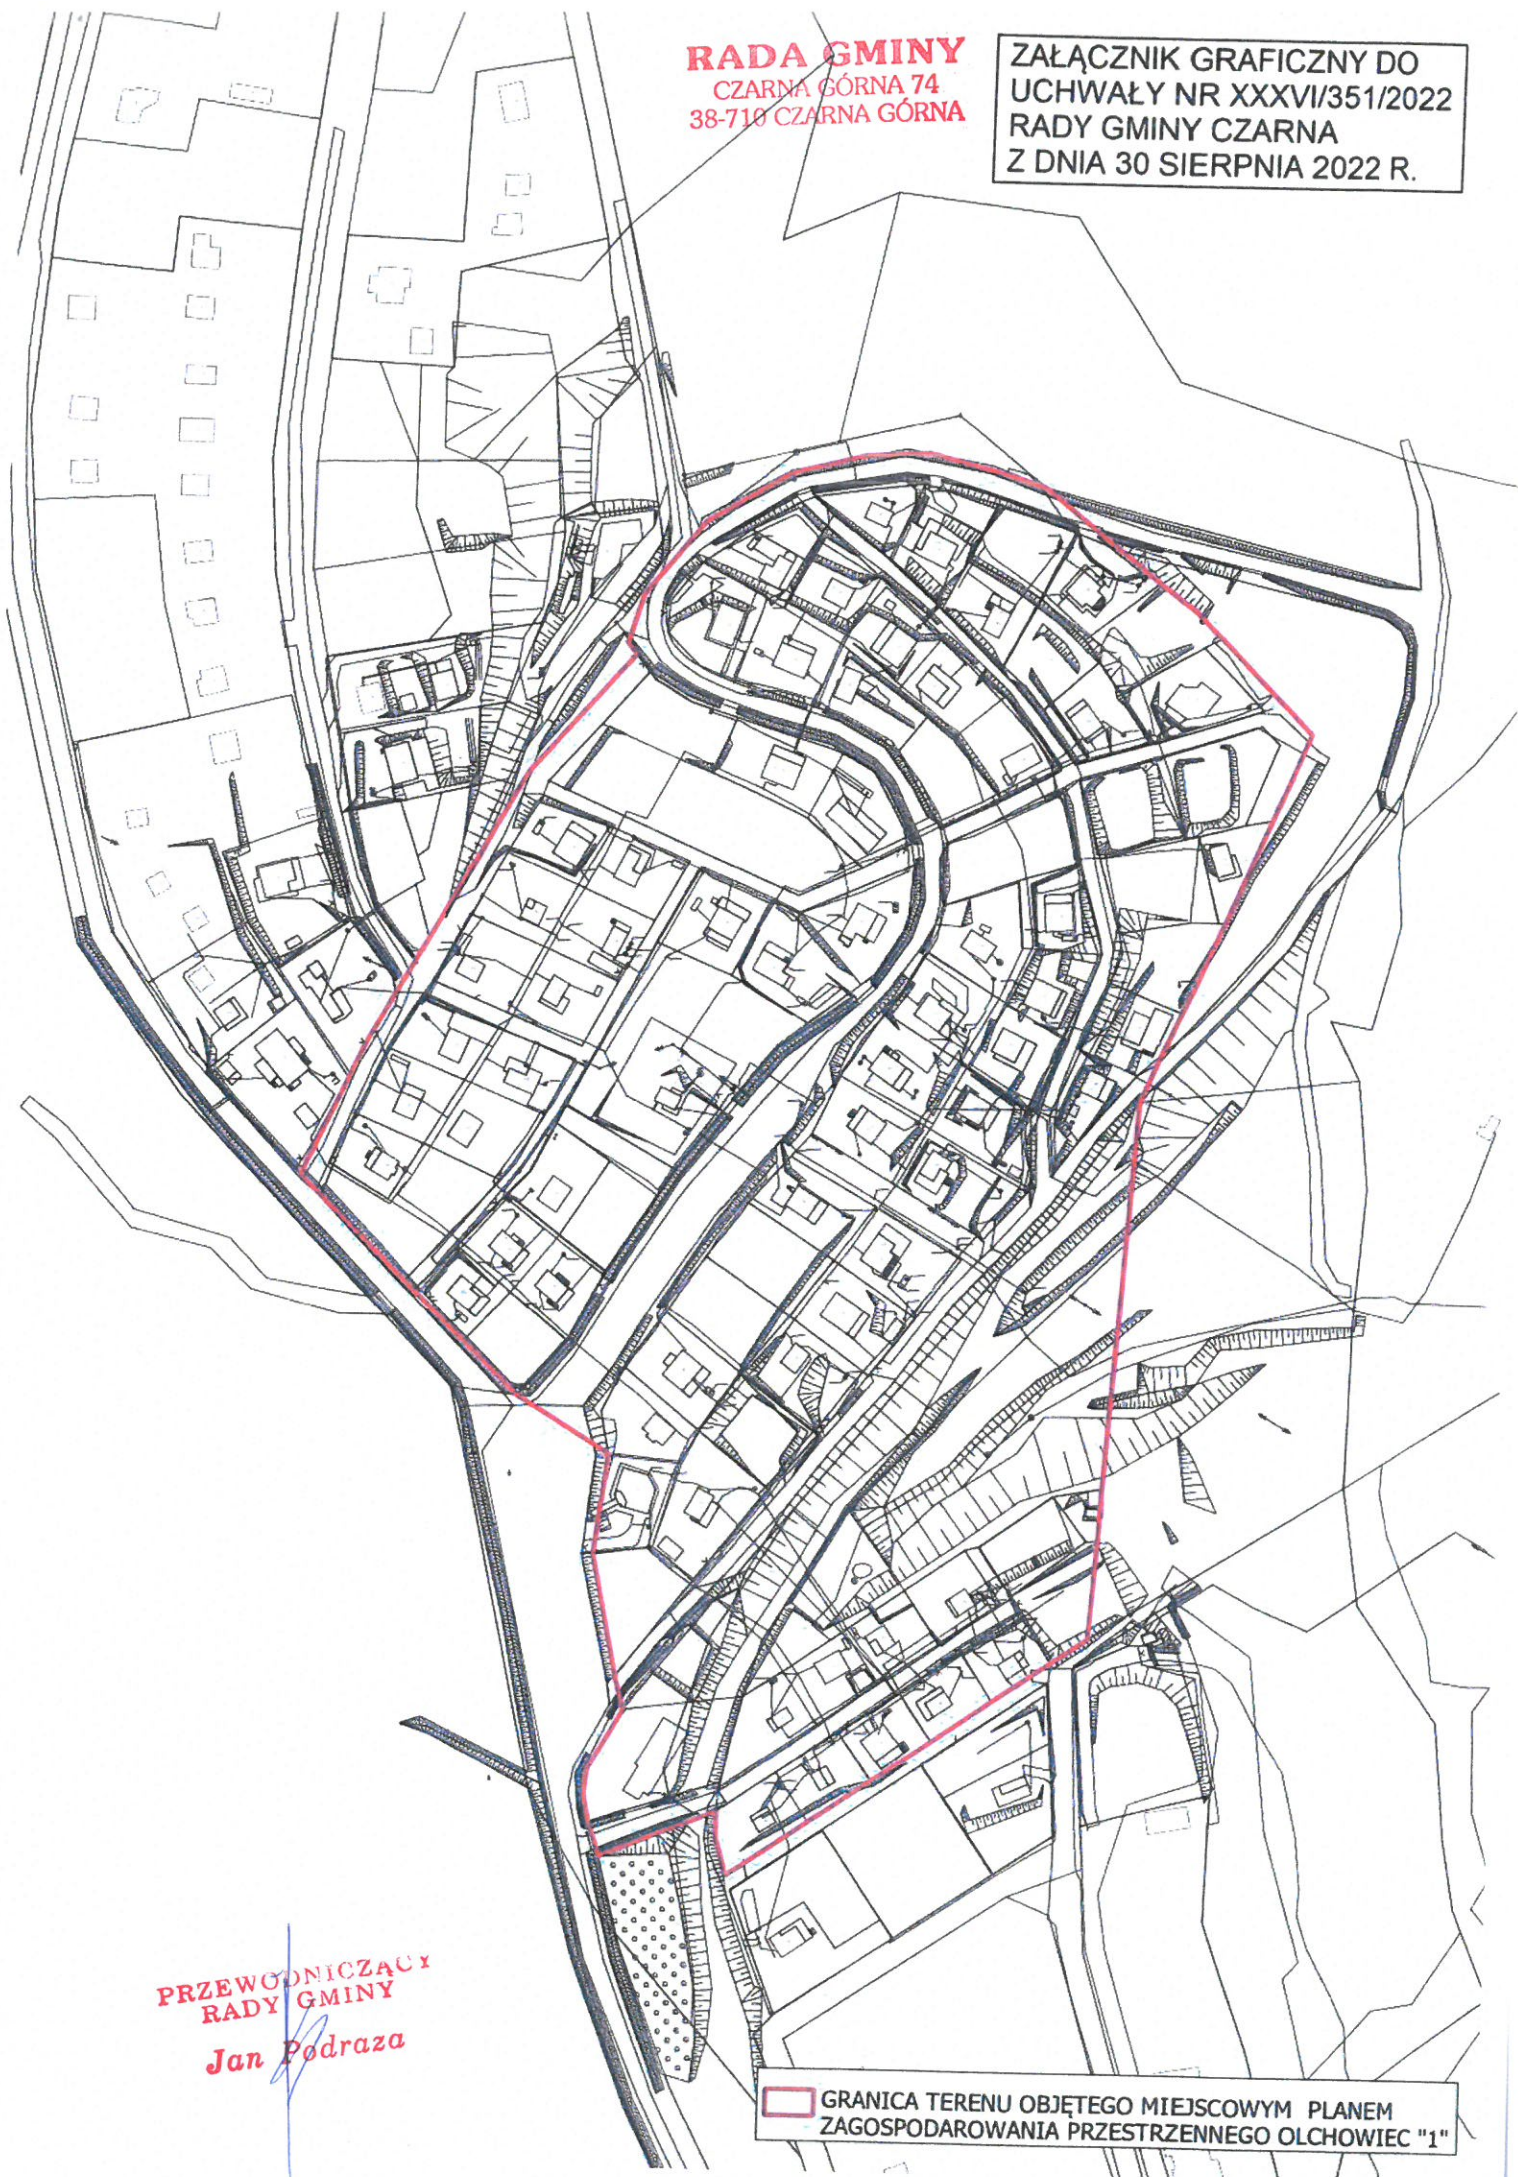 RADA GMINY
CZARNA GÓRNA 74
38-710 CZARNA GÓRNA
ZAŁĄCZNIK GRAFICZNY DO
UCHWAŁY NR XXXVI/351/2022
RADY GMINY CZARNA
Z DNIA 30 SIERPNIA 2022 R.
PRZEWODNICZĄCY
RADY GMINY
Jan Podraza
GRANICA TERENU OBJĘTEGO MIEJSCOWYM PLANEM
ZAGOSPODAROWANIA PRZESTRZENNEGO OLCHOWIEC "1"